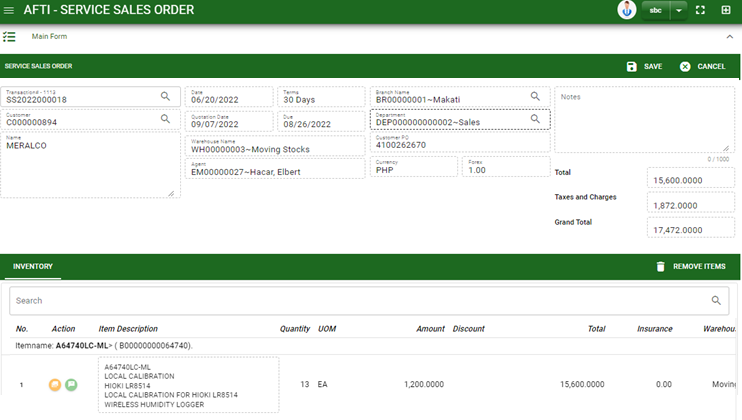 AFTI - SERVICE SALES ORDER
sbc
Main Form
SERVICE SALES ORDER
SAVE
CANCEL
Transaction# - 1113
SS2022000018
Date
06/20/2022
Terms
30 Days
Branch Name
BR00000001~Makati
Notes
Customer
C000000894
Quotation Date
09/07/2022
Due
08/26/2022
Department
DEP000000000002~Sales
Name
MERALCO
Warehouse Name
WH00000003~Moving Stocks
Customer PO
4100262670
0 / 1000
Agent
EM00000027~Hacar, Elbert
Currency
PHP
Forex
1.00
Total
15,600.0000
Taxes and Charges
1,872.0000
Grand Total
17,472.0000
INVENTORY
REMOVE ITEMS
Search
No. Action Item Description Quantity UOM Amount Discount Total Insurance Warehous
Itemname: A64740LC-ML> ( B00000000064740).
A64740LC-ML
LOCAL CALIBRATION
HIOKI LR8514
LOCAL CALIBRATION FOR HIOKI LR8514
WIRELESS HUMIDITY LOGGER
1 13 EA 1,200.0000 15,600.0000 0.00 Moving